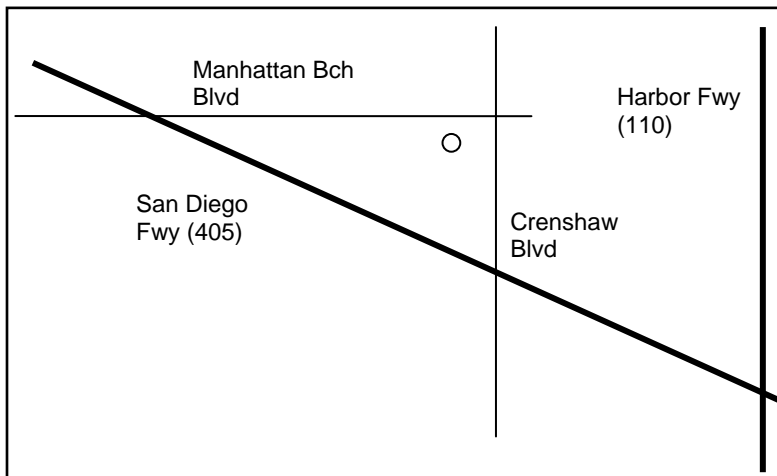 Manhattan Bch
Blvd
Harbor Fwy
(110)
San Diego
Fwy (405)
Crenshaw
Blvd